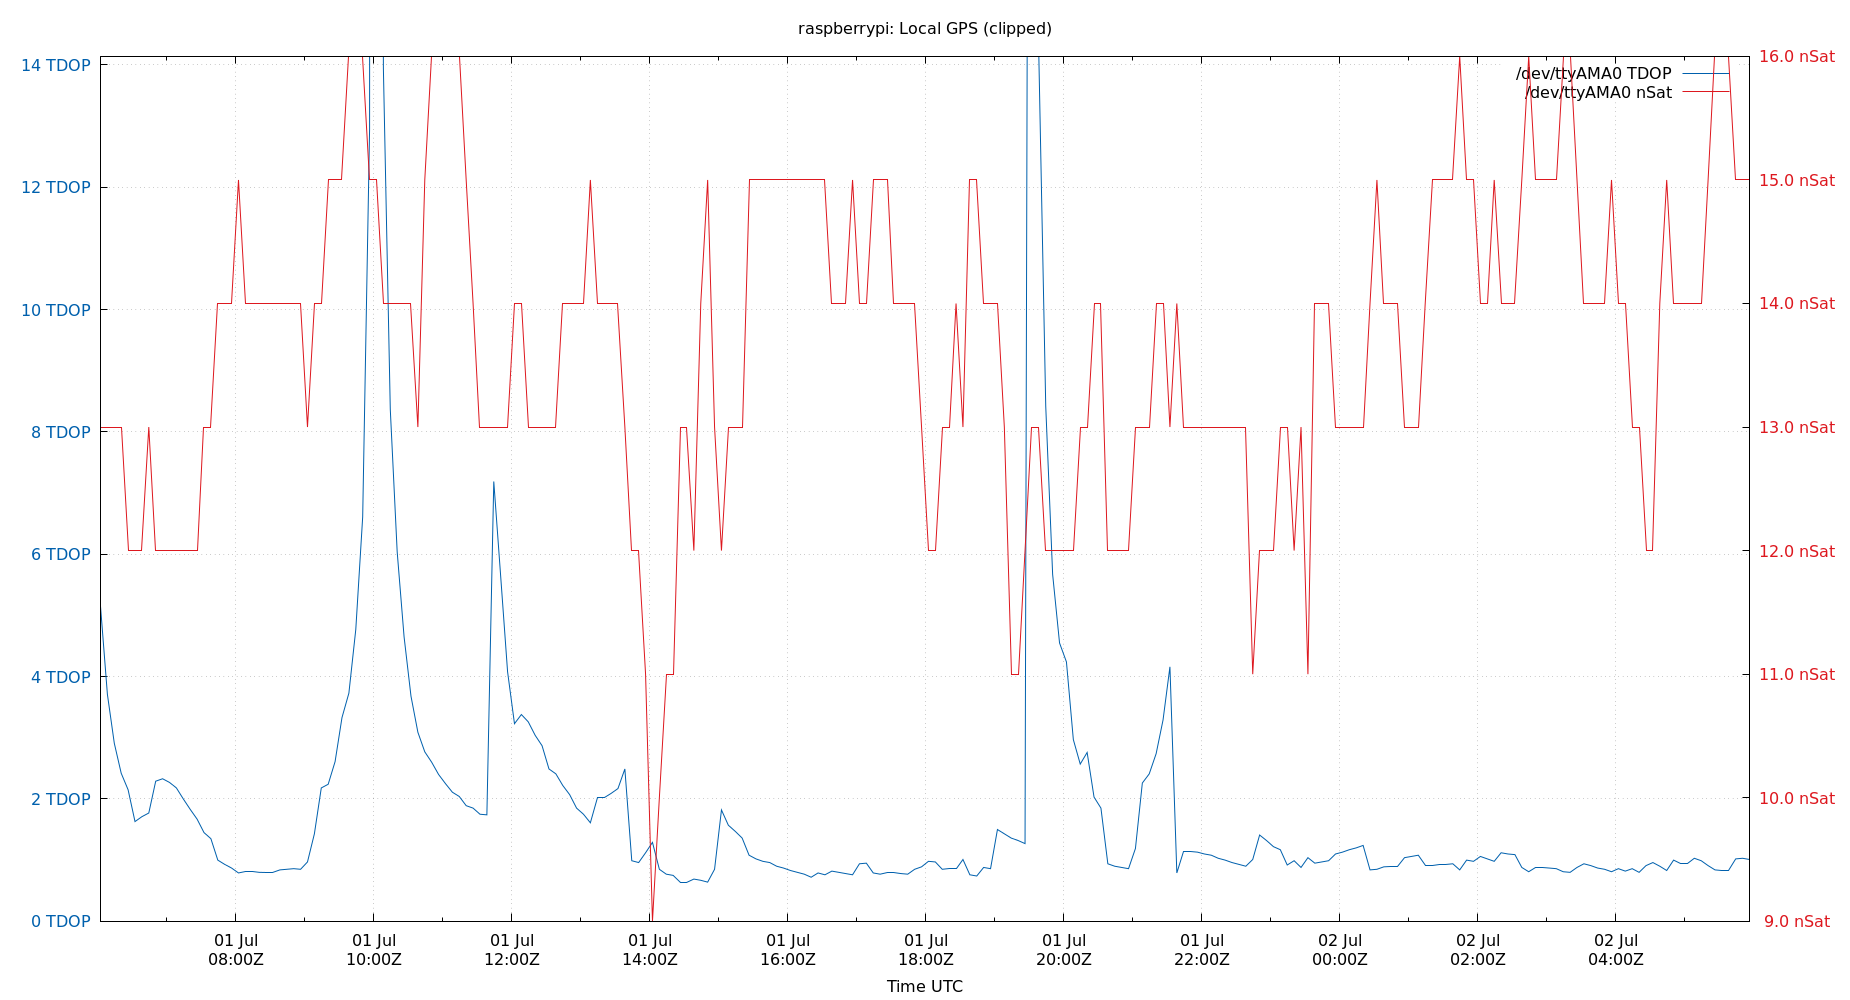 raspberrypi: Local GPS (clipped)
14 TDOP
12 TDOP
10 TDOP
8 TDOP
6 TDOP
4 TDOP
2 TDOP
0 TDOP
16.0 nSat
15.0 nSat
14.0 nSat
13.0 nSat
12.0 nSat
11.0 nSat
10.0 nSat
9.0 nSat
/dev/ttyAMA0 TDOP
/dev/ttyAMA0 nSat
01 Jul
08:00Z
01 Jul
10:00Z
01 Jul
12:00Z
01 Jul
14:00Z
01 Jul
16:00Z
01 Jul
18:00Z
01 Jul
20:00Z
01 Jul
22:00Z
02 Jul
00:00Z
02 Jul
02:00Z
02 Jul
04:00Z
Time UTC